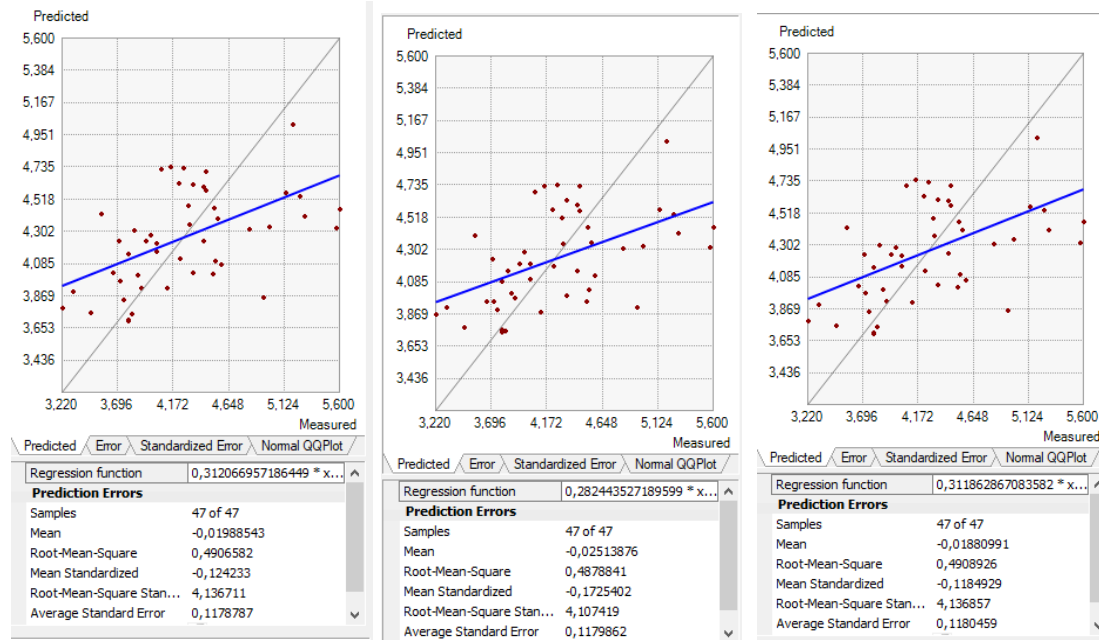 Predicted
5,600
5,384
5,167
4,951
4,735
4,518
4,302
4,085
3,869
3,653
3,436
3,220 3,696 4,172 4,648 5,124 5,600
Measured
Predicted Error Standardized Error Normal QQPlot
Regression function 0,312066957186449 * x...
Prediction Errors
Samples 47 of 47
Mean -0,01988543
Root-Mean-Square 0,4906582
Mean Standardized -0,124233
Root-Mean-Square Stan... 4,136711
Average Standard Error 0,1178787
Predicted
5,600
5,384
5,167
4,951
4,735
4,518
4,302
4,085
3,869
3,653
3,436
3,220 3,696 4,172 4,648 5,124 5,600
Measured
Predicted Error Standardized Error Normal QQPlot
Regression function 0,282443527189599 * x...
Prediction Errors
Samples 47 of 47
Mean -0,02513876
Root-Mean-Square 0,4878841
Mean Standardized -0,1725402
Root-Mean-Square Stan... 4,107419
Average Standard Error 0,1179862
Predicted
5,600
5,384
5,167
4,951
4,735
4,518
4,302
4,085
3,869
3,653
3,436
3,220 3,696 4,172 4,648 5,124 5,600
Measured
Predicted Error Standardized Error Normal QQPlot
Regression function 0,311862867083582 * x...
Prediction Errors
Samples 47 of 47
Mean -0,01880991
Root-Mean-Square 0,4908926
Mean Standardized -0,1184929
Root-Mean-Square Stan... 4,136857
Average Standard Error 0,1180459